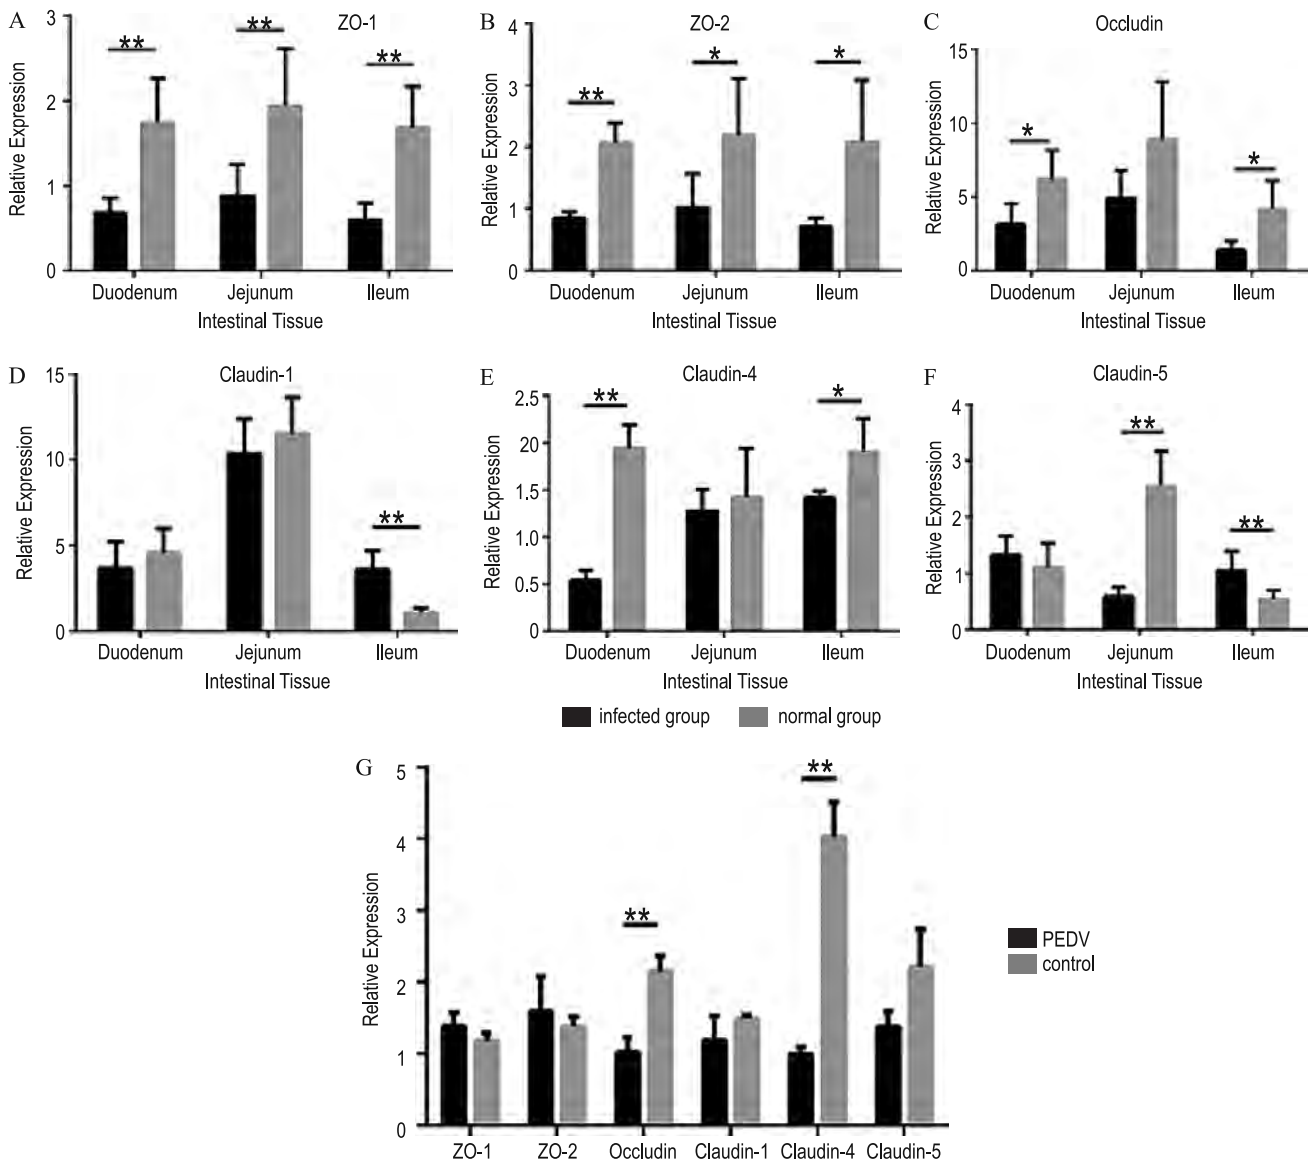 A
ZO-1
**
**
**
Relative Expression
3
2
1
0
Duodenum
Jejunum
Ileum
Intestinal Tissue
B
ZO-2
**
*
*
Relative Expression
4
3
2
1
0
Duodenum
Jejunum
Ileum
Intestinal Tissue
C
Occludin
*
*
Relative Expression
15
10
5
0
Duodenum
Jejunum
Ileum
Intestinal Tissue
D
Claudin-1
**
Relative Expression
15
10
5
0
Duodenum
Jejunum
Ileum
Intestinal Tissue
E
Claudin-4
**
*
Relative Expression
2.5
20
1.5
1.0
0.5
0
Duodenum
Jejunum
Ileum
Intestinal Tissue
F
Claudin-5
**
**
Relative Expression
4
3
2
1
0
Duodenum
Jejunum
Ileum
Intestinal Tissue
infected group
normal group
G
**
**
Relative Expression
5
4
3
2
1
0
ZO-1
ZO-2
Occludin
Claudin-1
Claudin-4
Claudin-5
PEDV
control